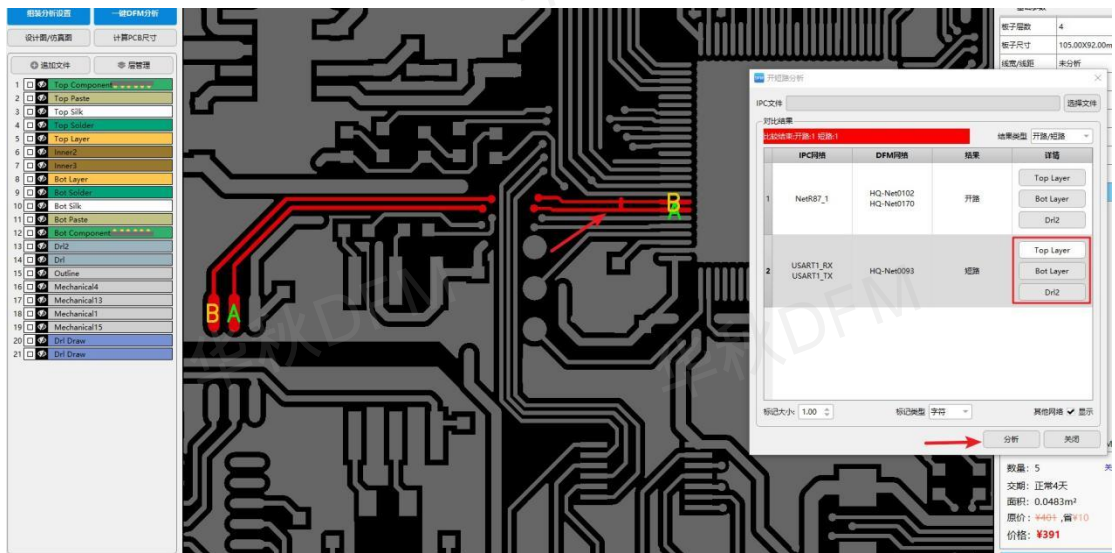 组装分析设置 一键DFM分析
设计图/仿真图 计算PCB尺寸
追加文件 层管理
1 Top Component
2 Top Paste
3 Top Silk
4 Top Solder
5 Top Layer
6 Inner2
7 Inner3
8 Bot Layer
9 Bot Solder
10 Bot Silk
11 Bot Paste
12 Bot Component
13 Drl2
14 Drl
15 Outline
16 Mechanical4
17 Mechanical13
18 Mechanical1
19 Mechanical15
20 Drl Draw
21 Drl Draw
B A
B
A
华秋DFM
华秋DFM
板子层数 4
板子尺寸 105.00X92.00m
线宽/线距 未分析
开短路分析
IPC文件 选择文件
对比结果
比较结果:开路:1 短路:1 结果类型 开路/短路
IPC网络 DFM网络 结果 详情
1 NetR87_1 HQ-Net0102 HQ-Net0170 开路 Top Layer Bot Layer Drl2
2 USART1_RX USART1_TX HQ-Net0093 短路 Top Layer Bot Layer Drl2
标记大小: 1.00 标记类型 字符 其他网络 显示
分析 关闭
数量: 5
交期: 正常4天
面积: 0.0483m²
原价: ¥401 ,省¥10
价格: ¥391